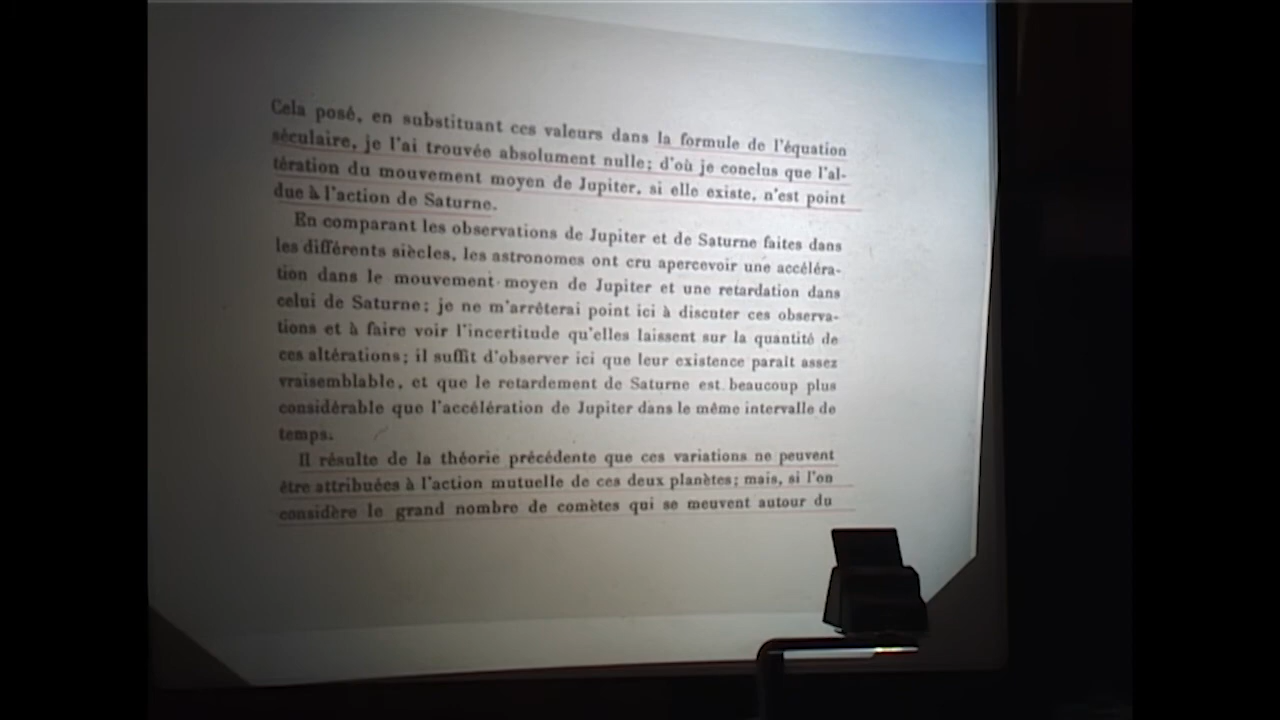 Cela posé, en substituant ces valeurs dans la formule de l'équation
séculaire, je l'ai trouvée absolument nulle; d'où je conclus que l'al-
tération du mouvement moyen de Jupiter, si elle existe, n'est point
due à l'action de Saturne.
En comparant les observations de Jupiter et de Saturne faites dans
les différents siècles, les astronomes ont cru apercevoir une accéléra-
tion dans le mouvement moyen de Jupiter et une retardation dans
celui de Saturne; je ne m'arrêterai point ici à discuter ces observa-
tions et à faire voir l'incertitude qu'elles laissent sur la quantité de
ces altérations; il suffit d'observer ici que leur existence paraît assez
vraisemblable, et que le retardement de Saturne est beaucoup plus
considérable que l'accélération de Jupiter dans le même intervalle de
temps.
Il résulte de la théorie précédente que ces variations ne peuvent
être attribuées à l'action mutuelle de ces deux planètes; mais, si l'on
considère le grand nombre de comètes qui se meuvent autour du